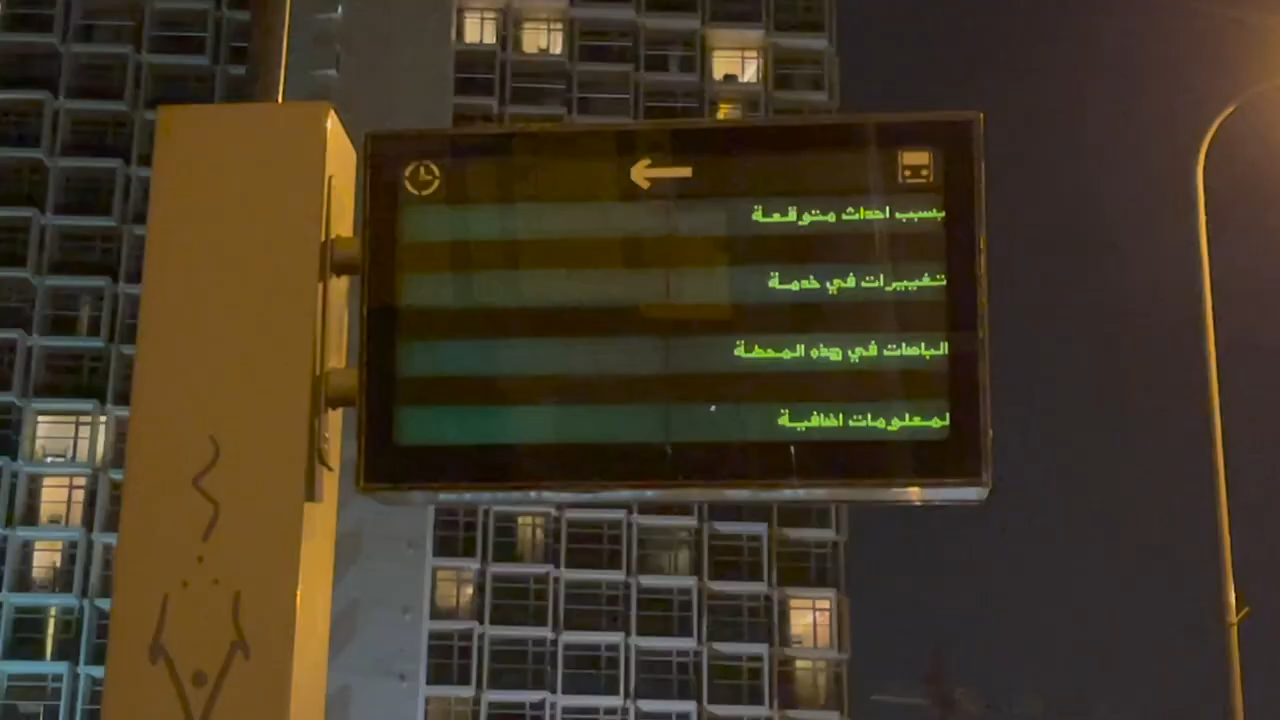 بسبب احداث متوقعة
تغييرات في خدمة
الباصات في هذه المحطة
لمعلومات اضافية